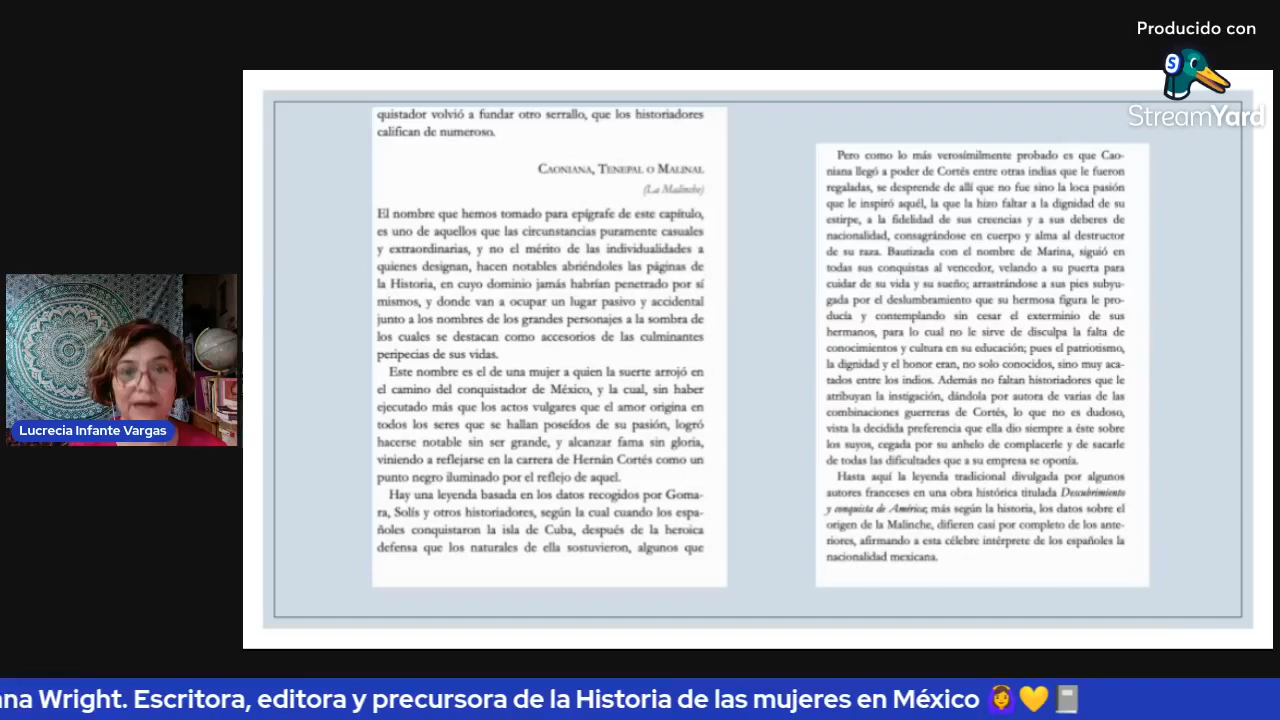 Producido con
StreamYard
quistador volvió a fundar otro serrallo, que los historiadores
califican de numeroso.
CAONIANA, TENEPAL O MALINAL
(La Malinche)
El nombre que hemos tomado para epígrafe de este capítulo,
es uno de aquellos que las circunstancias puramente casuales
y extraordinarias, y no el mérito de las individualidades a
quienes designan, hacen notables abriéndoles las páginas de
la Historia, en cuyo dominio jamás habrían penetrado por sí
mismos, y donde van a ocupar un lugar pasivo y accidental
junto a los nombres de los grandes personajes a la sombra de
los cuales se destacan como accesorios de las culminantes
peripecias de sus vidas.
Este nombre es el de una mujer a quien la suerte arrojó en
el camino del conquistador de México, y la cual, sin haber
ejecutado más que los actos vulgares que el amor origina en
todos los seres que se hallan poseídos de su pasión, logró
hacerse notable sin ser grande, y alcanzar fama sin gloria,
viniendo a reflejarse en la carrera de Hernán Cortés como un
punto negro iluminado por el reflejo de aquel.
Hay una leyenda basada en los datos recogidos por Goma-
ra, Solís y otros historiadores, según la cual cuando los espa-
ñoles conquistaron la isla de Cuba, después de la heroica
defensa que los naturales de ella sostuvieron, algunos que
Pero como lo más verosímilmente probado es que Cao-
niana llegó a poder de Cortés entre otras indias que le fueron
regaladas, se desprende de allí que no fue sino la loca pasión
que le inspiró aquél, la que la hizo faltar a la dignidad de su
estirpe, a la fidelidad de sus creencias y a sus deberes de
nacionalidad, consagrándose en cuerpo y alma al destructor
de su raza. Bautizada con el nombre de Marina, siguió en
todas sus conquistas al vencedor, velando a su puerta para
cuidar de su vida y su sueño; arrastrándose a sus pies subyu-
gada por el deslumbramiento que su hermosa figura le pro-
ducía y contemplando sin cesar el exterminio de sus
hermanos, para lo cual no le sirve de disculpa la falta de
conocimientos y cultura en su educación; pues el patriotismo,
la dignidad y el honor eran, no solo conocidos, sino muy aca-
tados entre los indios. Además no faltan historiadores que le
atribuyan la instigación, dándola por autora de varias de las
combinaciones guerreras de Cortés, lo que no es dudoso,
vista la decidida preferencia que ella dio siempre a éste sobre
los suyos, cegada por su anhelo de complacerle y de sacarle
de todas las dificultades que a su empresa se oponía.
Hasta aquí la leyenda tradicional divulgada por algunos
autores franceses en una obra histórica titulada Descubrimiento
y conquista de América; más según la historia, los datos sobre el
origen de la Malinche, difieren casi por completo de los ante-
riores, afirmando a esta célebre intérprete de los españoles la
nacionalidad mexicana.
Lucrecia Infante Vargas
na Wright. Escritora, editora y precursora de la Historia de las mujeres en México 🙆‍♀️💛📓